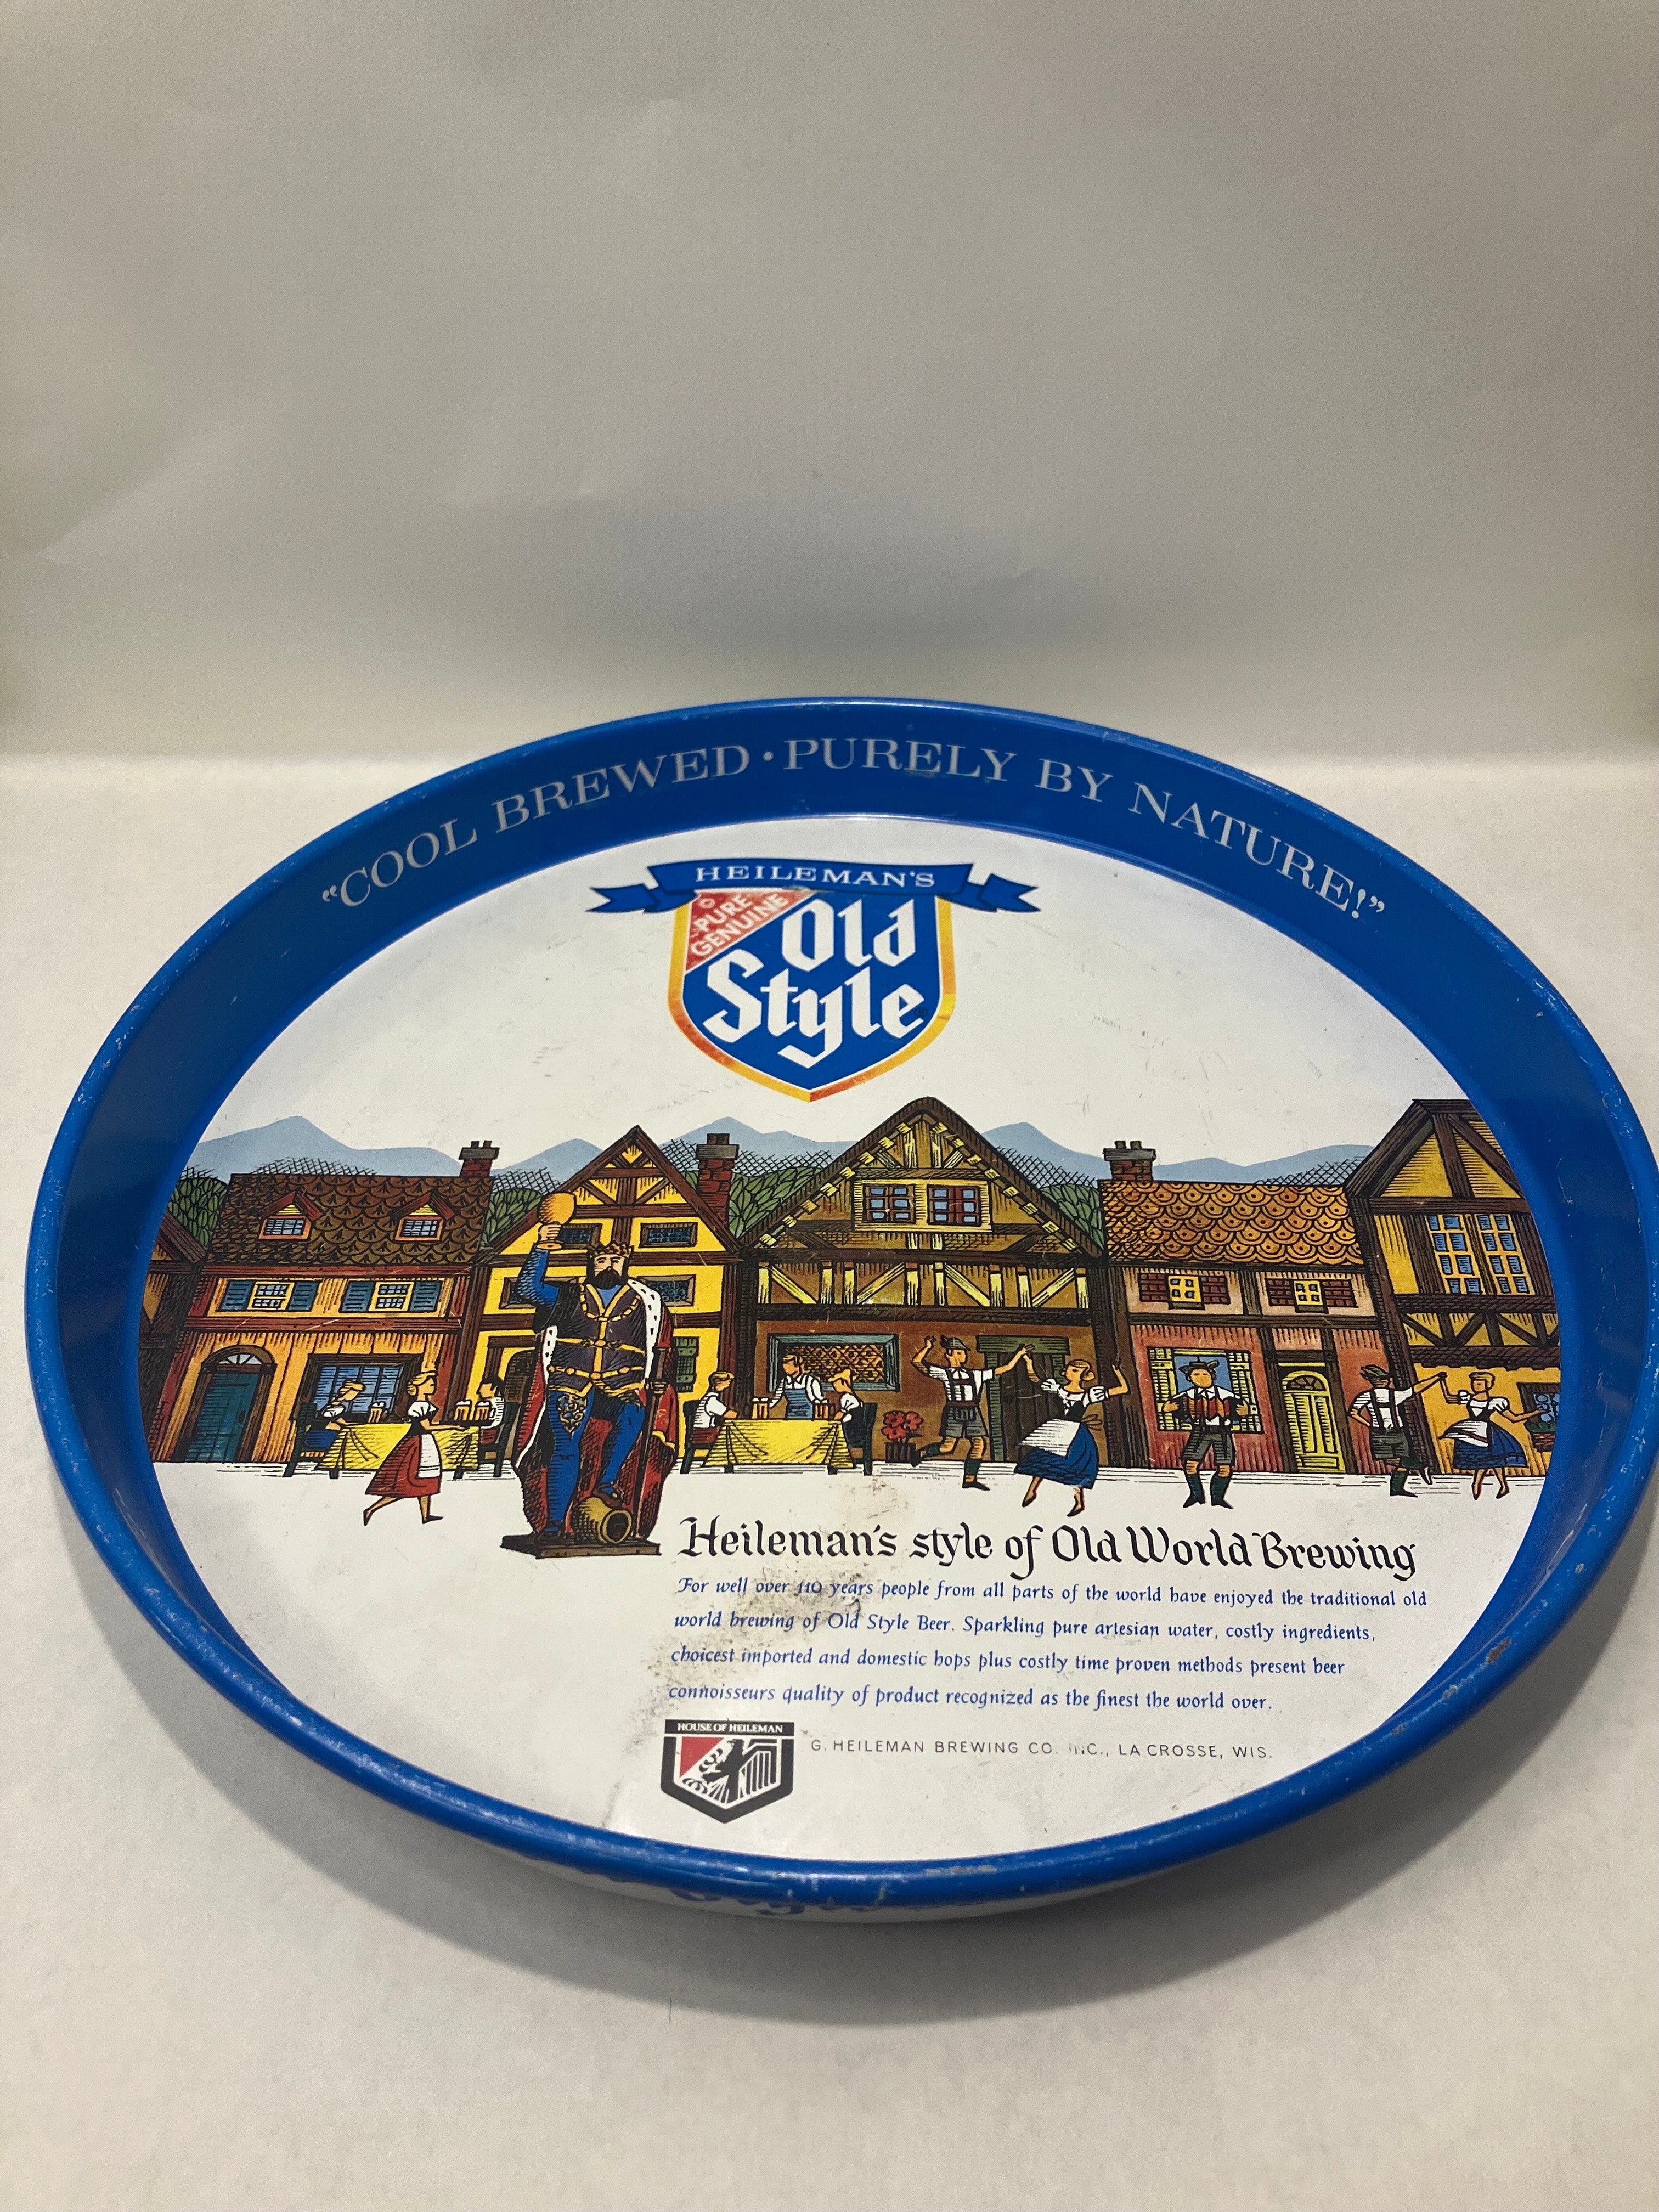 “COOL BREWED • PURELY BY NATURE!”
HEILEMAN'S
PURE
GENUINE
Old
Style
Heileman's style of Old World Brewing
For well over 110 years people from all parts of the world have enjoyed the traditional old
world brewing of Old Style Beer. Sparkling pure artesian water, costly ingredients,
choicest imported and domestic hops plus costly time proven methods present beer
connoisseurs quality of product recognized as the finest the world over.
HOUSE OF HEILEMAN
G. HEILEMAN BREWING CO. INC., LA CROSSE, WIS.